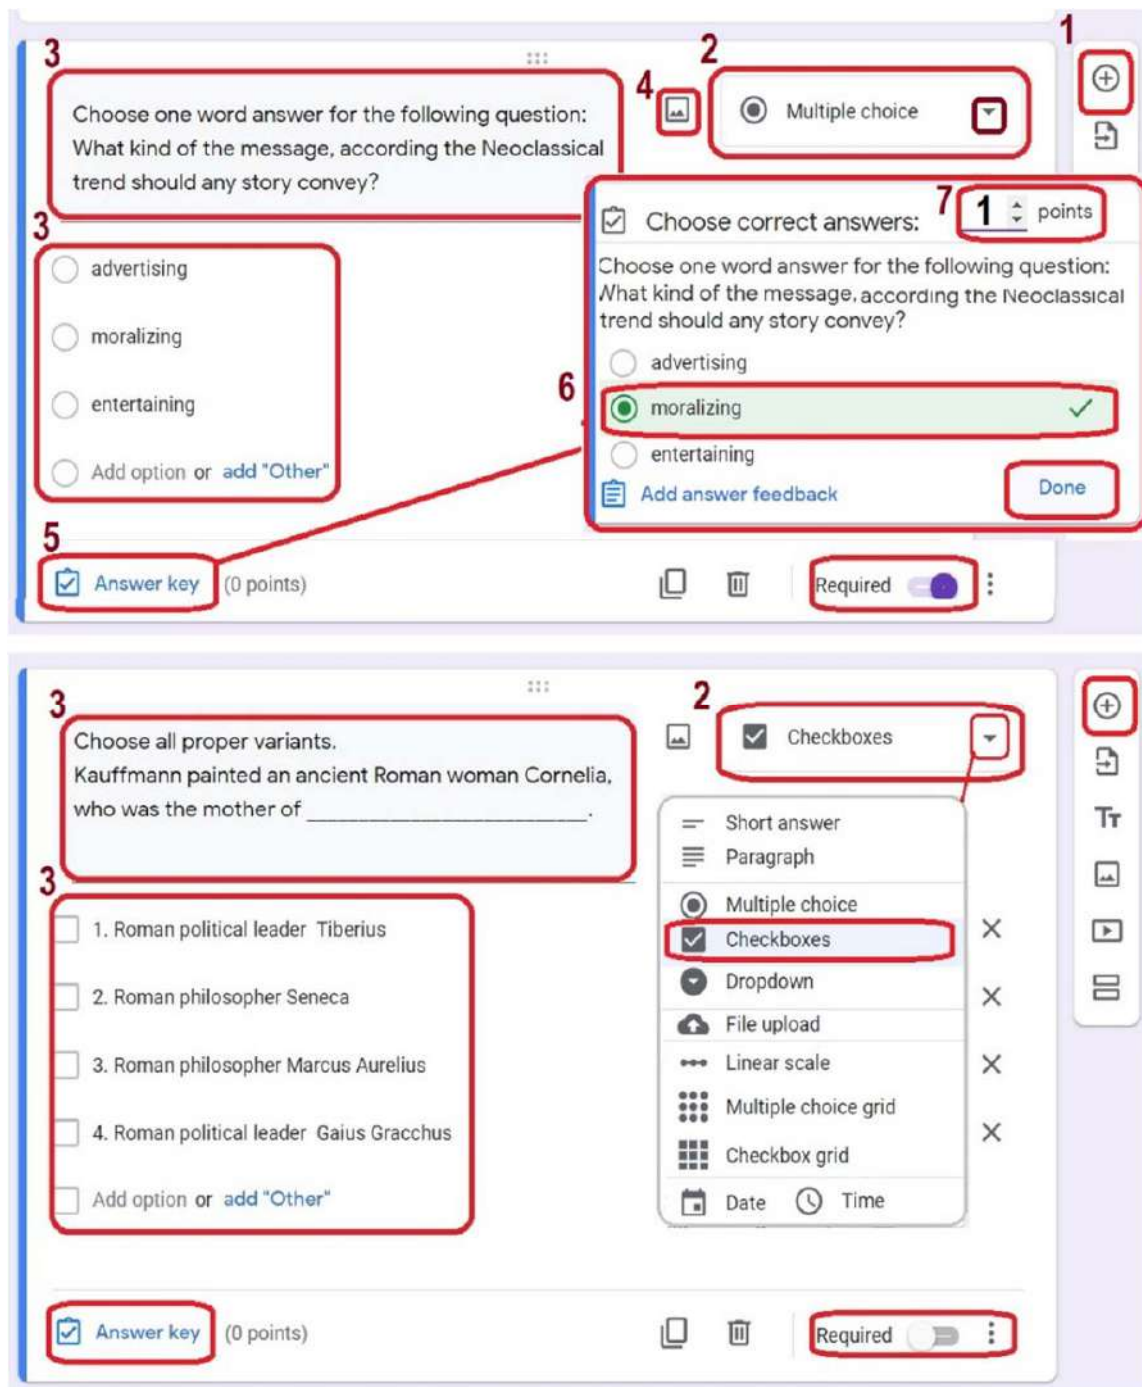 3
2
1
4
Choose one word answer for the following question:
What kind of the message, according the Neoclassical
trend should any story convey?
Multiple choice
3
advertising
moralizing
entertaining
Add option or add "Other"
7
Choose correct answers:
1 points
Choose one word answer for the following question:
What kind of the message, according the Neoclassical
trend should any story convey?
advertising
6
moralizing
entertaining
Add answer feedback
Done
5
Answer key (0 points)
Required
3
2
Choose all proper variants.
Kauffmann painted an ancient Roman woman Cornelia,
who was the mother of ____________________________.
Checkboxes
3
1. Roman political leader Tiberius
2. Roman philosopher Seneca
3. Roman philosopher Marcus Aurelius
4. Roman political leader Gaius Gracchus
Add option or add "Other"
Short answer
Paragraph
Multiple choice
Checkboxes
Dropdown
File upload
Linear scale
Multiple choice grid
Checkbox grid
Date Time
Tt
Answer key (0 points)
Required